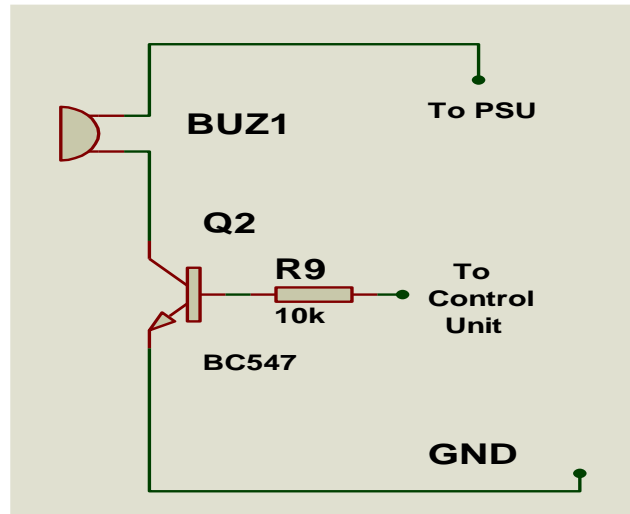 To PSU
BUZ1
Q2
R9
10k
To
Control
Unit
BC547
GND